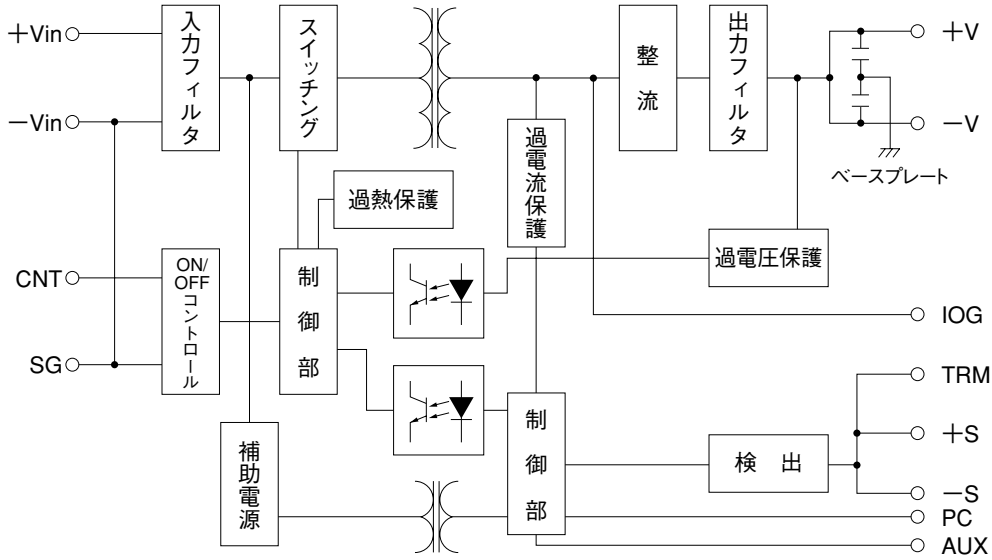 ＋Vin
－Vin
入力フィルタ
スイッチング
整流
出力フィルタ
＋V
－V
ベースプレート
過電流保護
過熱保護
過電圧保護
CNT
SG
ON/
OFF
コントロール
制御部
IOG
TRM
＋S
－S
PC
AUX
制御部
検出
補助電源